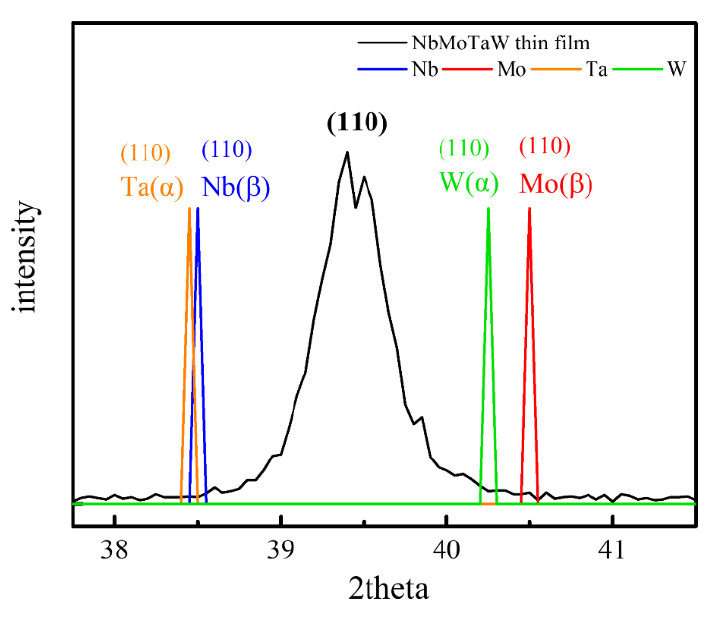 NbMoTaW thin film
Nb Mo Ta W
(110)
(110) (110) (110) (110)
Ta(α) Nb(β) W(α) Mo(β)
intensity
38 39 40 41
2theta